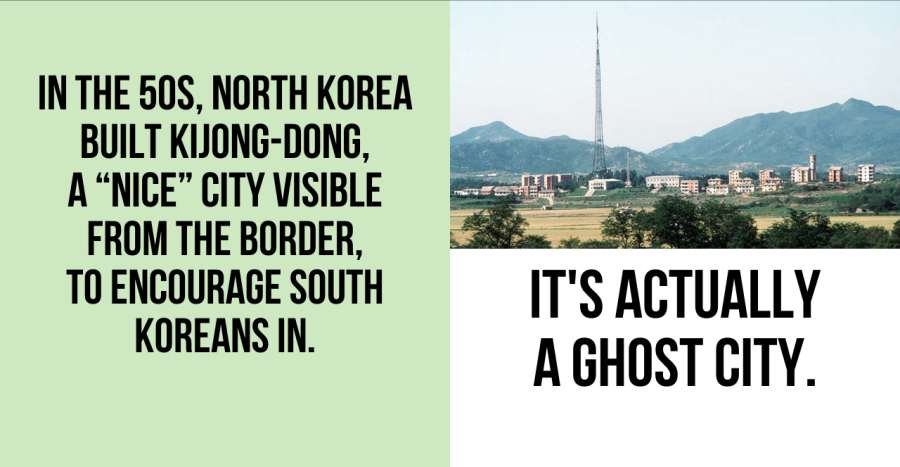 IN THE 50S, NORTH KOREA
BUILT KIJONG-DONG,
A “NICE” CITY VISIBLE
FROM THE BORDER,
TO ENCOURAGE SOUTH
KOREANS IN.
IT'S ACTUALLY
A GHOST CITY.